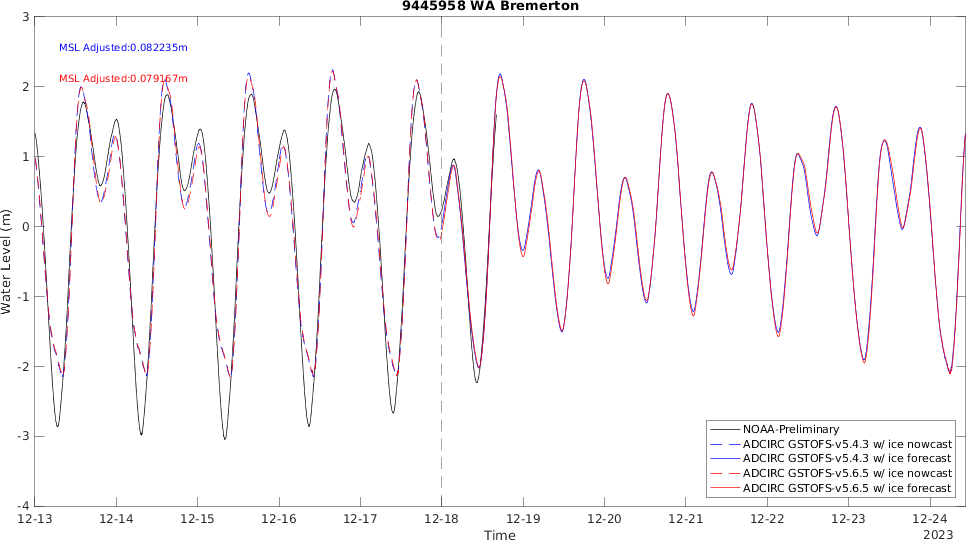 9445958 WA Bremerton
MSL Adjusted:0.082235m
MSL Adjusted:0.079167m
Water Level (m)
3
2
1
0
-1
-2
-3
-4
NOAA-Preliminary
ADCIRC GSTOFS-v5.4.3 w/ ice nowcast
ADCIRC GSTOFS-v5.4.3 w/ ice forecast
ADCIRC GSTOFS-v5.6.5 w/ ice nowcast
ADCIRC GSTOFS-v5.6.5 w/ ice forecast
12-13 12-14 12-15 12-16 12-17 12-18 12-19 12-20 12-21 12-22 12-23 12-24
Time
2023